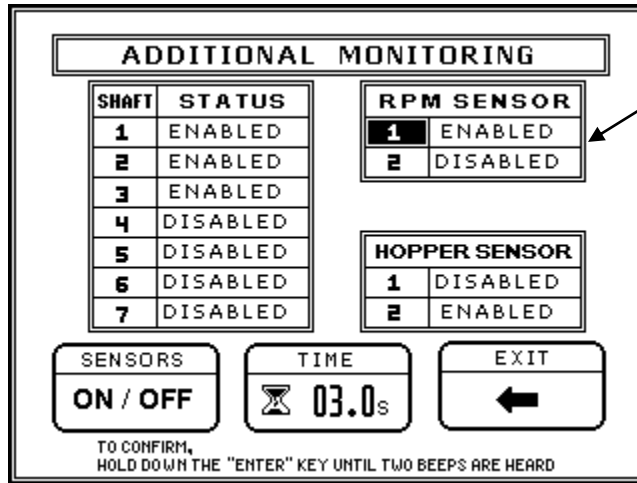 ADDITIONAL MONITORING
SHAFT STATUS
1 ENABLED
2 ENABLED
3 ENABLED
4 DISABLED
5 DISABLED
6 DISABLED
7 DISABLED
RPM SENSOR
1 ENABLED
2 DISABLED
HOPPER SENSOR
1 DISABLED
2 ENABLED
SENSORS
ON / OFF
TIME
03.0s
EXIT
TO CONFIRM,
HOLD DOWN THE "ENTER" KEY UNTIL TWO BEEPS ARE HEARD